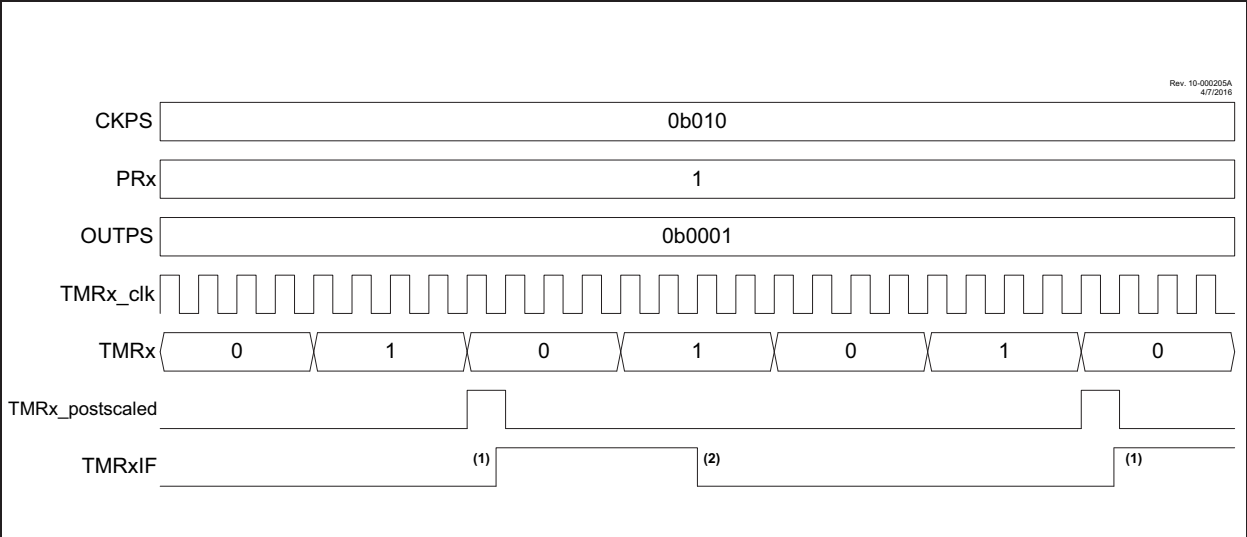 Rev. 10-000205A
4/7/2016
CKPS 0b010
PRx 1
OUTPS 0b0001
TMRx_clk
TMRx 0 1 0 1 0 1 0
TMRx_postscaled
TMRxIF (1) (2) (1)